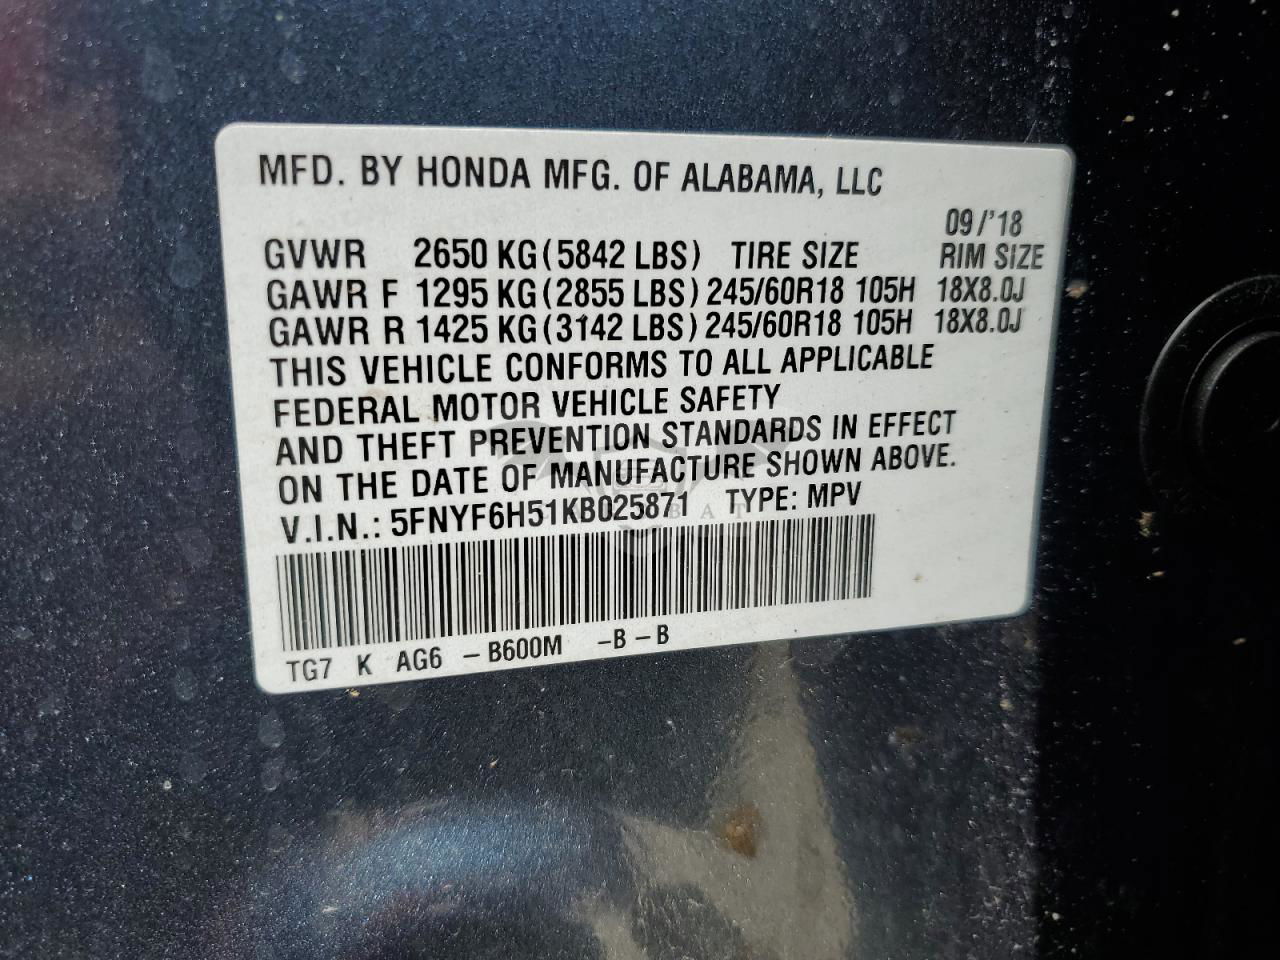 MFD. BY HONDA MFG. OF ALABAMA, LLC
09/'18
GVWR 2650 KG (5842 LBS) TIRE SIZE RIM SIZE
GAWR F 1295 KG (2855 LBS) 245/60R18 105H 18X8.0J
GAWR R 1425 KG (3142 LBS) 245/60R18 105H 18X8.0J
THIS VEHICLE CONFORMS TO ALL APPLICABLE
FEDERAL MOTOR VEHICLE SAFETY
AND THEFT PREVENTION STANDARDS IN EFFECT
ON THE DATE OF MANUFACTURE SHOWN ABOVE.
V.I.N.: 5FNYF6H51KB025871 TYPE: MPV
TG7 K AG6 -B600M -B-B